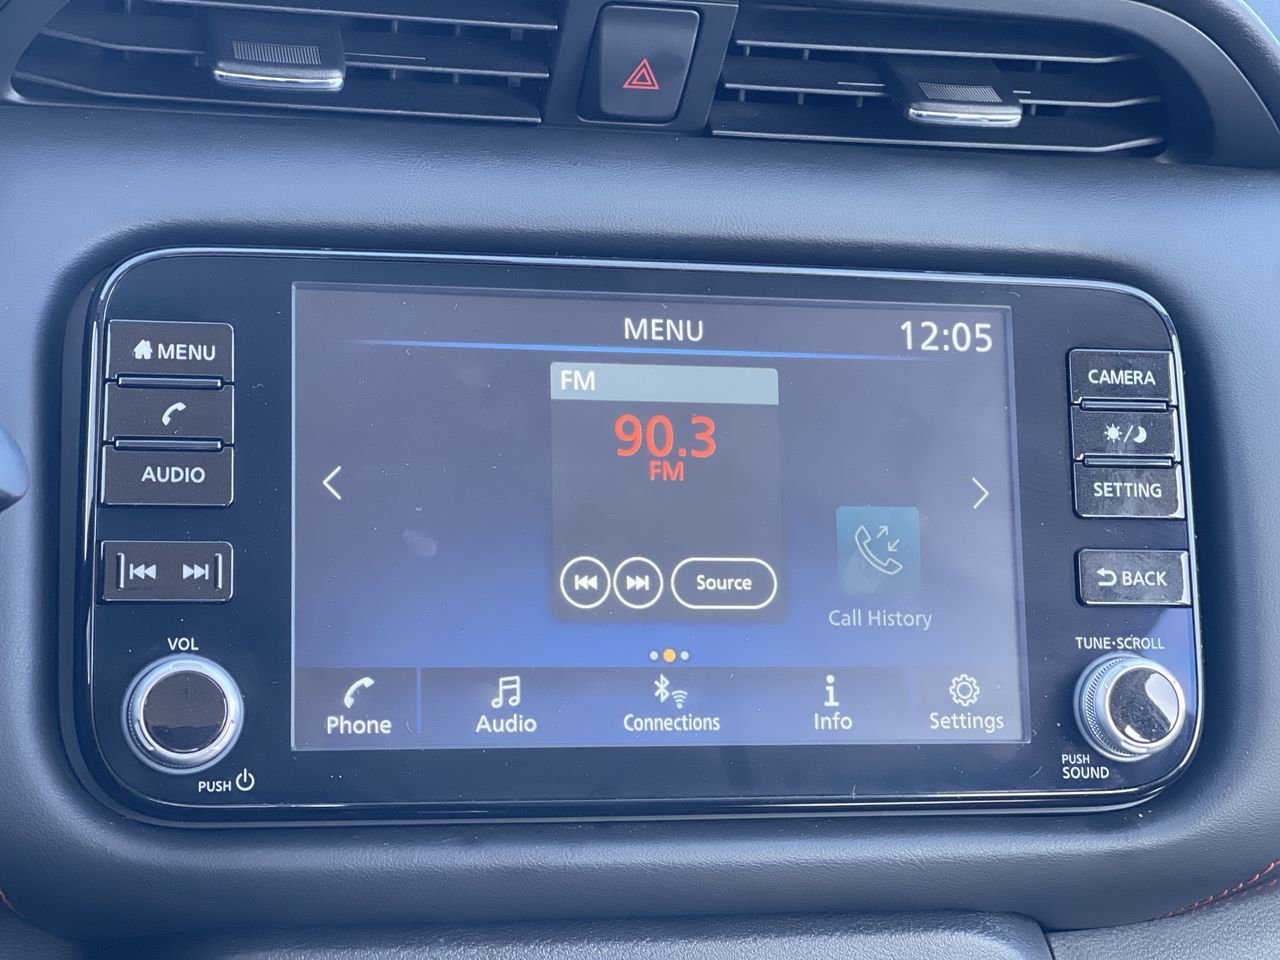 MENU
12:05
MENU
AUDIO
VOL
PUSH
FM
90.3
FM
Source
Call History
Phone
Audio
Connections
Info
Settings
CAMERA
SETTING
BACK
TUNE·SCROLL
PUSH
SOUND